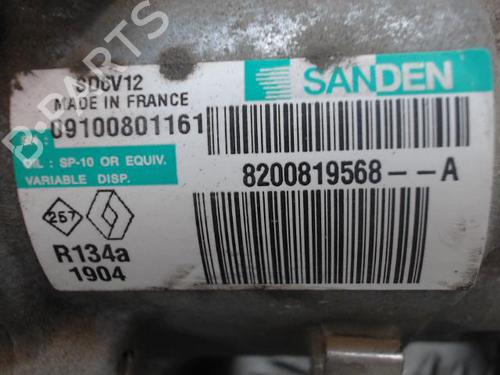 SD6V12
SANDEN
MADE IN FRANCE
09100801161
OIL : SP-10 OR EQUIV.
VARIABLE DISP.
8200819568--A
257
R134a
1904
B-PARTS